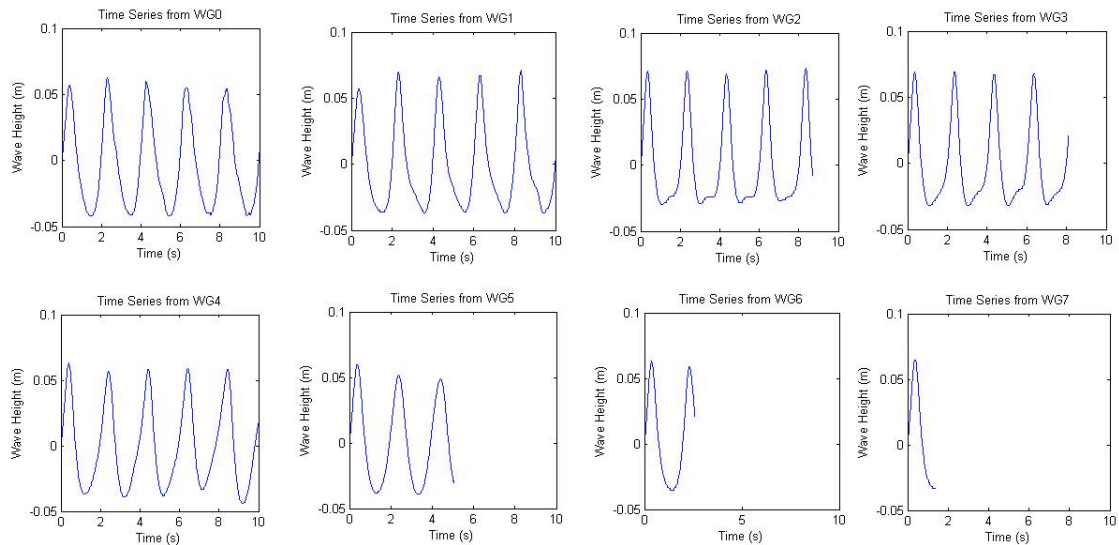 Time Series from WG0
0.1
0.05
0
-0.05
Wave Height (m)
0 2 4 6 8 10
Time (s)
Time Series from WG1
0.1
0.05
0
-0.05
Wave Height (m)
0 2 4 6 8 10
Time (s)
Time Series from WG2
0.1
0.05
0
-0.05
Wave Height (m)
0 2 4 6 8 10
Time (s)
Time Series from WG3
0.1
0.05
0
-0.05
Wave Height (m)
0 2 4 6 8 10
Time (s)
Time Series from WG4
0.1
0.05
0
-0.05
Wave Height (m)
0 2 4 6 8 10
Time (s)
Time Series from WG5
0.1
0.05
0
-0.05
Wave Height (m)
0 2 4 6 8 10
Time (s)
Time Series from WG6
0.1
0.05
0
-0.05
Wave Height (m)
0 5 10
Time (s)
Time Series from WG7
0.1
0.05
0
-0.05
Wave Height (m)
0 2 4 6 8 10
Time (s)